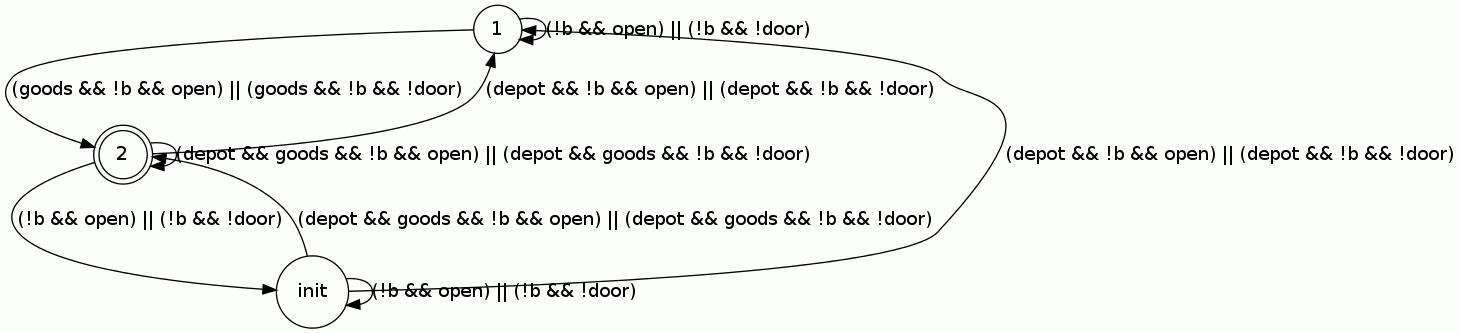 1
(!b && open) || (!b && !door)
(goods && !b && open) || (goods && !b && !door)
(depot && !b && open) || (depot && !b && !door)
2
(depot && goods && !b && open) || (depot && goods && !b && !door)
(depot && !b && open) || (depot && !b && !door)
(!b && open) || (!b && !door)
(depot && goods && !b && open) || (depot && goods && !b && !door)
init
(!b && open) || (!b && !door)